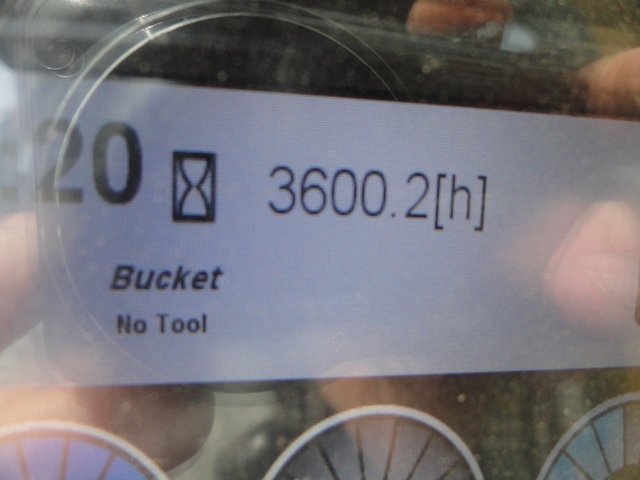 :20 3600.2[h]
Bucket
No Tool